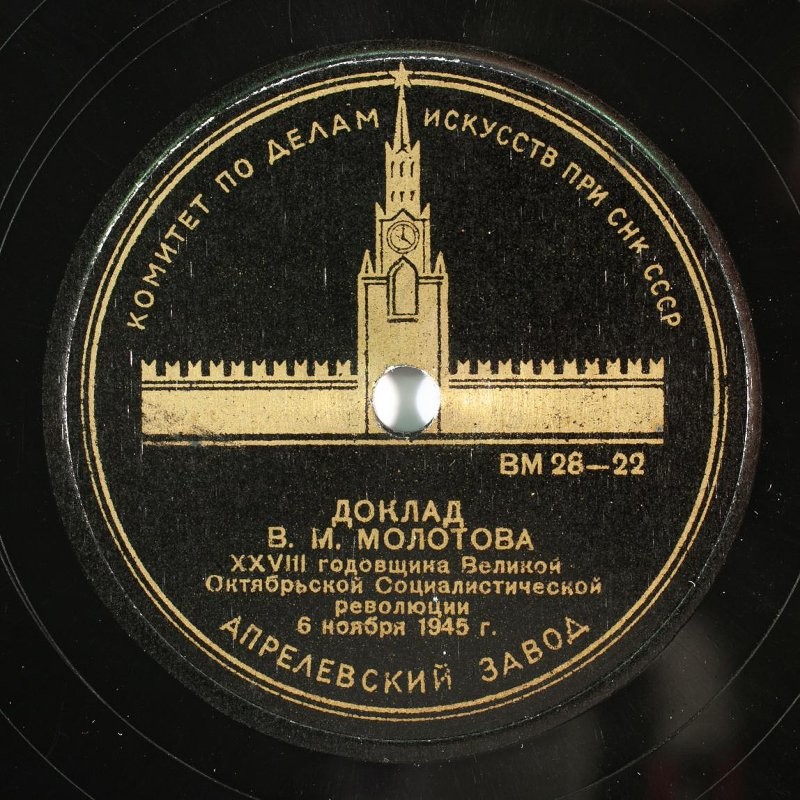 КОМИТЕТ ПО ДЕЛАМ ИСКУССТВ ПРИ СНК СССР
ВМ 28—22
ДОКЛАД
В. М. МОЛОТОВА
XXVIII годовщина Великой
Октябрьской Социалистической
революции
6 ноября 1945 г.
АПРЕЛЕВСКИЙ ЗАВОД